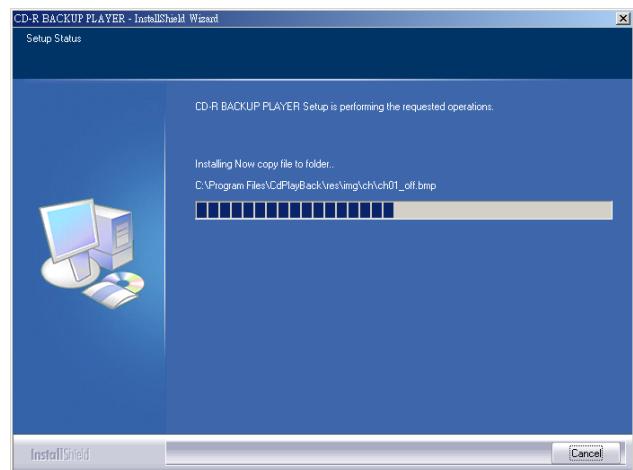 CD-R BACKUP PLAYER - InstallShield Wizard
Setup Status
CD-R BACKUP PLAYER Setup is performing the requested operations.
Installing Now copy file to folder..
C:\Program Files\CdPlayBack\res\img\ch\ch01_off.bmp
InstallShield
Cancel